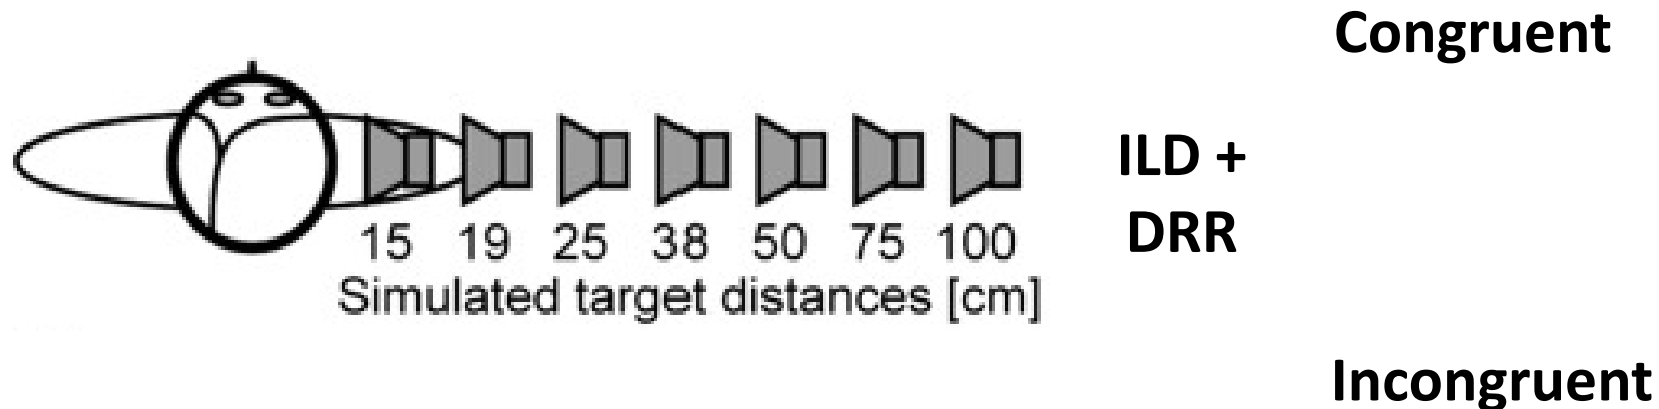 Congruent
ILD +
DRR
15 19 25 38 50 75 100
Simulated target distances [cm]
Incongruent